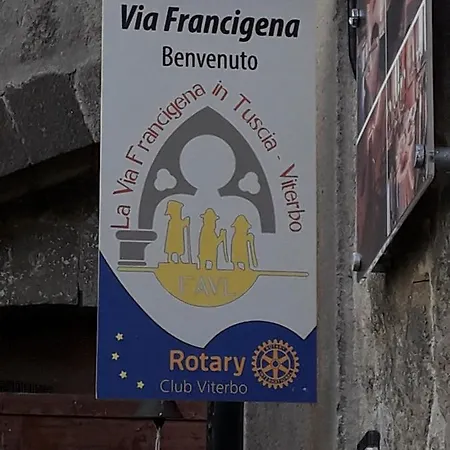 Via Francigena
Benvenuto
La Via Francigena in Tuscia - Viterbo
FAVL
Rotary
Club Viterbo